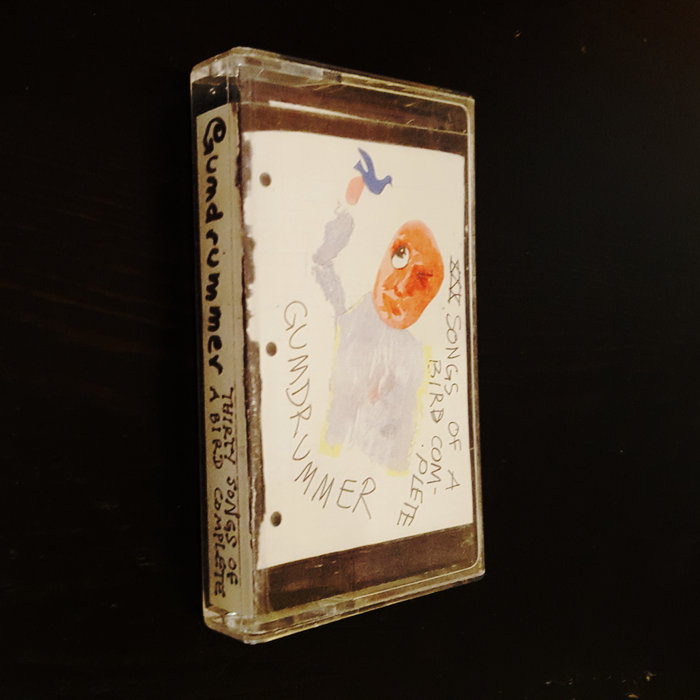 Gumdrummer
THIRTY SONGS OF
A BIRD COMPLETE
GUMDRUMMER
XXX SONGS OF A
BIRD COM-
PLETE